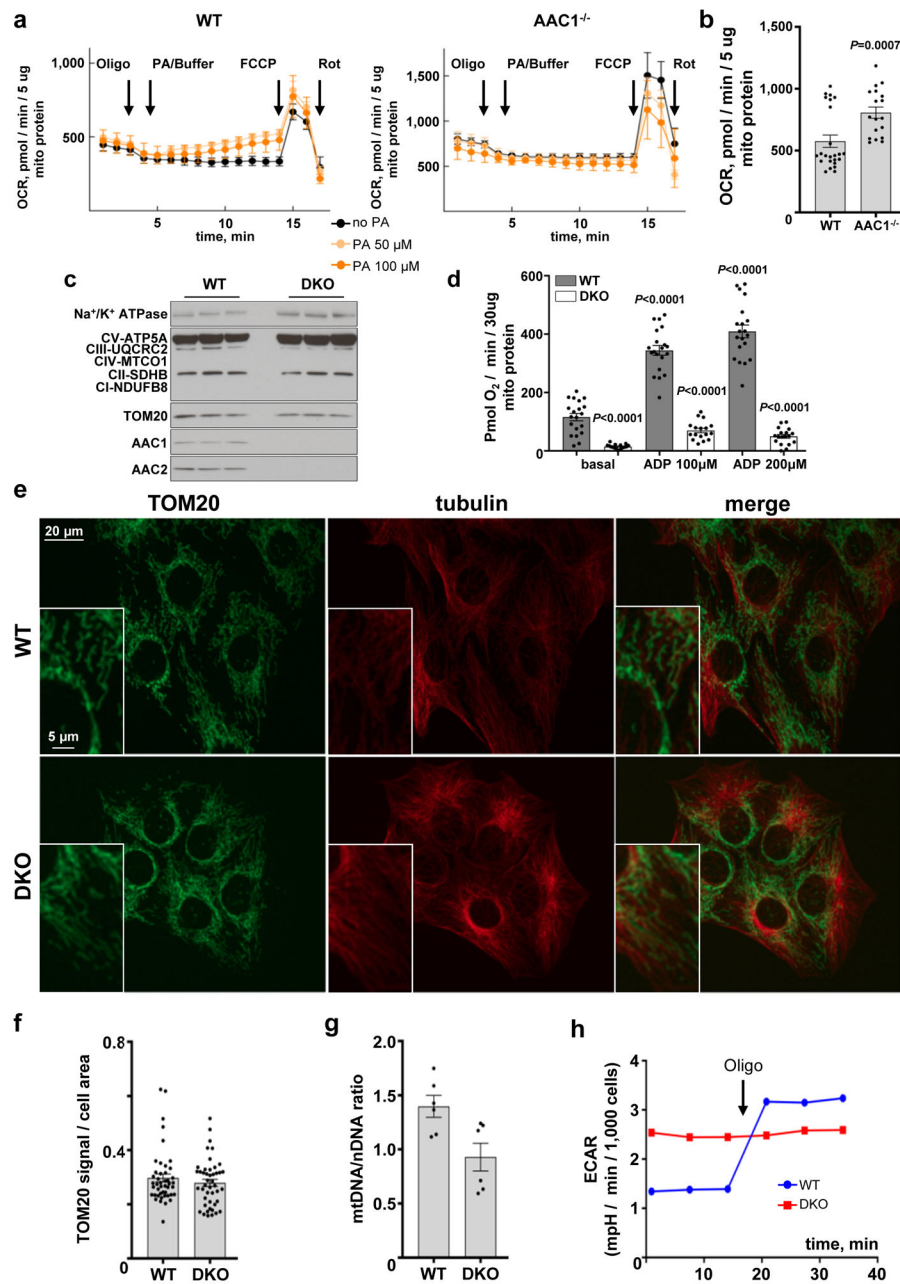 a
WT
AAC1-/-
b
Oligo
PA/Buffer
FCCP
Rot
OCR, pmol / min / 5 ug
mito protein
1,000
500
5
10
15
time, min
Oligo
PA/Buffer
FCCP
Rot
OCR, pmol / min / 5 ug
mito protein
1,500
1,000
500
5
10
15
time, min
no PA
PA 50 µM
PA 100 µM
P=0.0007
OCR, pmol / min / 5 ug
mito protein
1,500
1,000
500
0
WT
AAC1-/-
c
WT
DKO
Na+/K+ ATPase
CV-ATP5A
CIII-UQCRC2
CIV-MTCO1
CII-SDHB
CI-NDUFB8
TOM20
AAC1
AAC2
d
WT
DKO
Pmol O2 / min / 30ug
mito protein
600
400
200
0
P<0.0001
P<0.0001
P<0.0001
P<0.0001
P<0.0001
basal
ADP 100µM
ADP 200µM
e
TOM20
tubulin
merge
20 µm
WT
5 µm
DKO
f
TOM20 signal / cell area
0.8
0.4
0
WT
DKO
g
mtDNA/nDNA ratio
2.0
1.5
1.0
0.5
0
WT
DKO
h
Oligo
ECAR
(mpH / min / 1,000 cells)
4
3
2
1
0
0
10
20
30
40
WT
DKO
time, min